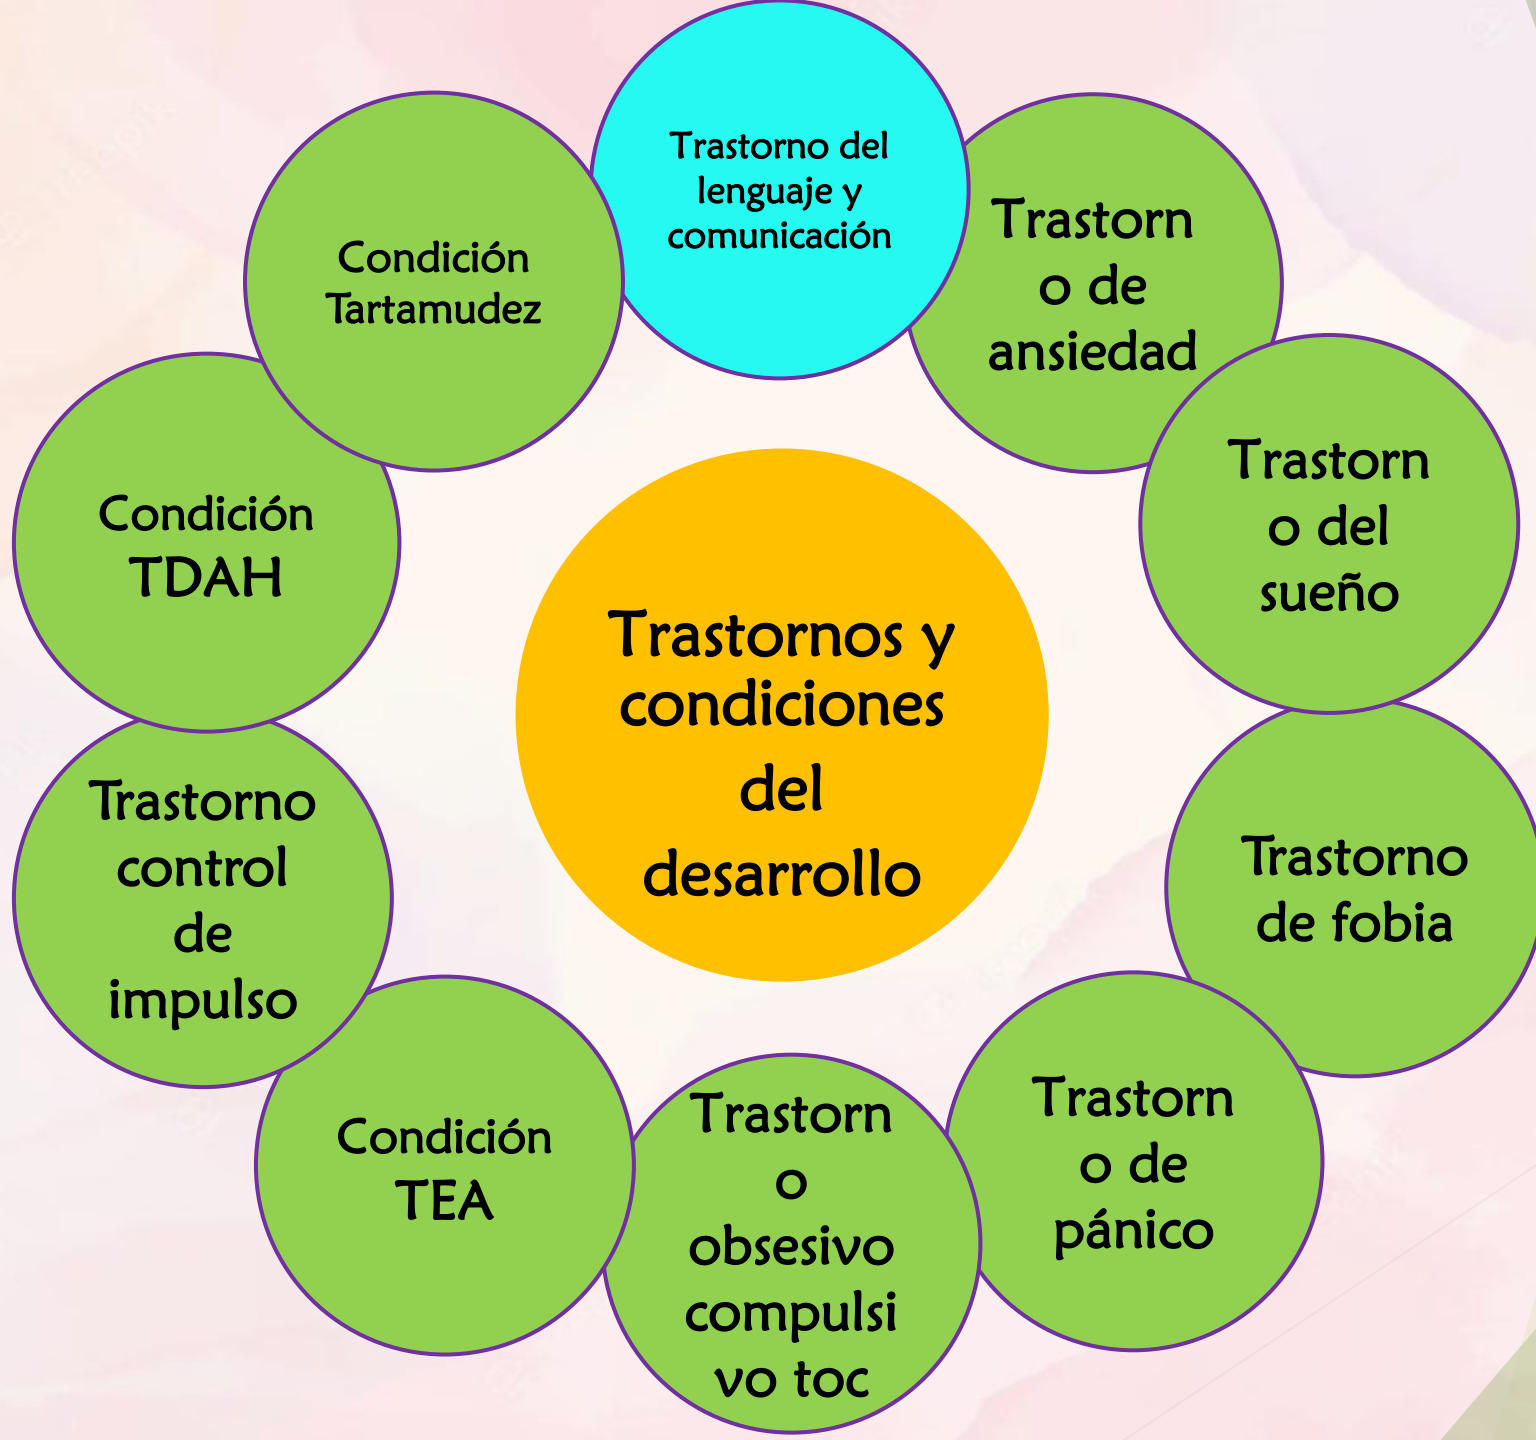 Trastorno del
lenguaje y
comunicación
Trastorn
o de
ansiedad
Trastorn
o del
sueño
Trastorno
de fobia
Trastorn
o de
pánico
Trastorn
o
obsesivo
compulsi
vo toc
Condición
TEA
Trastorno
control
de
impulso
Condición
TDAH
Condición
Tartamudez
Trastornos y
condiciones
del
desarrollo